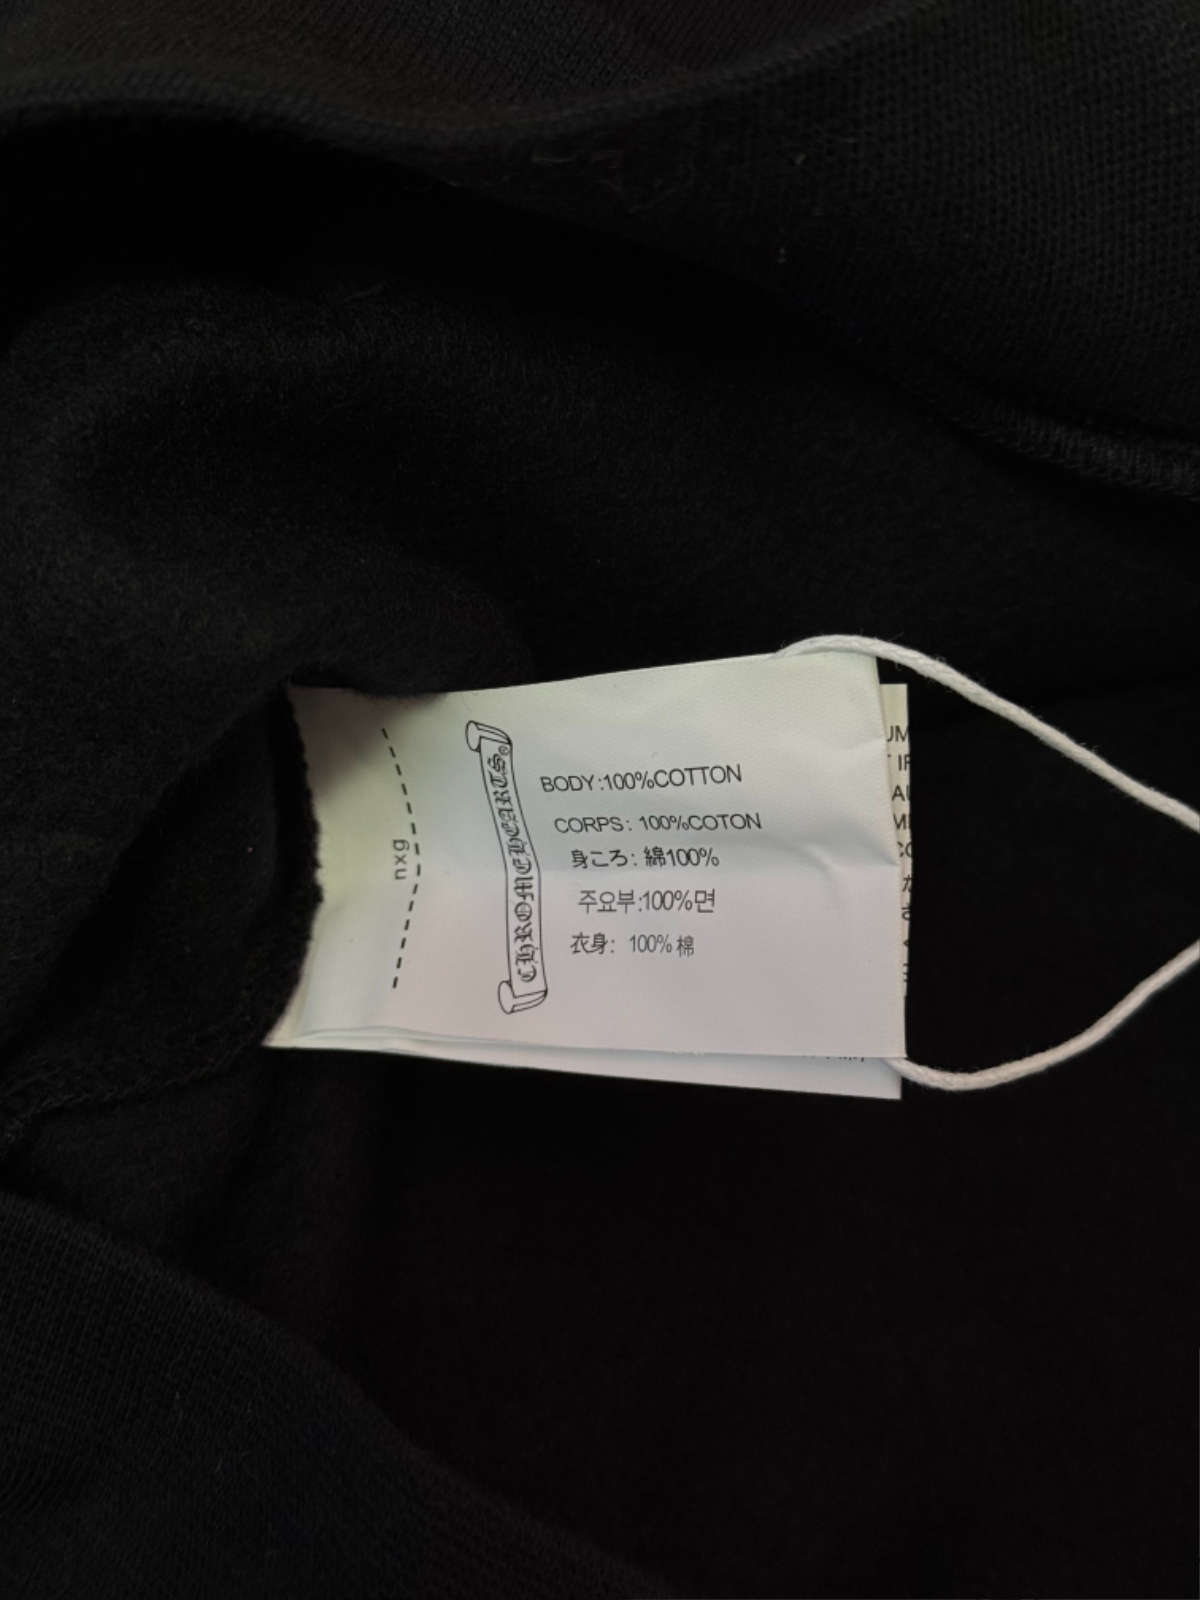 nxg
CHROME HEARTS®
BODY:100%COTTON
CORPS: 100%COTON
身ころ: 綿100%
주요부:100%면
衣身: 100% 棉